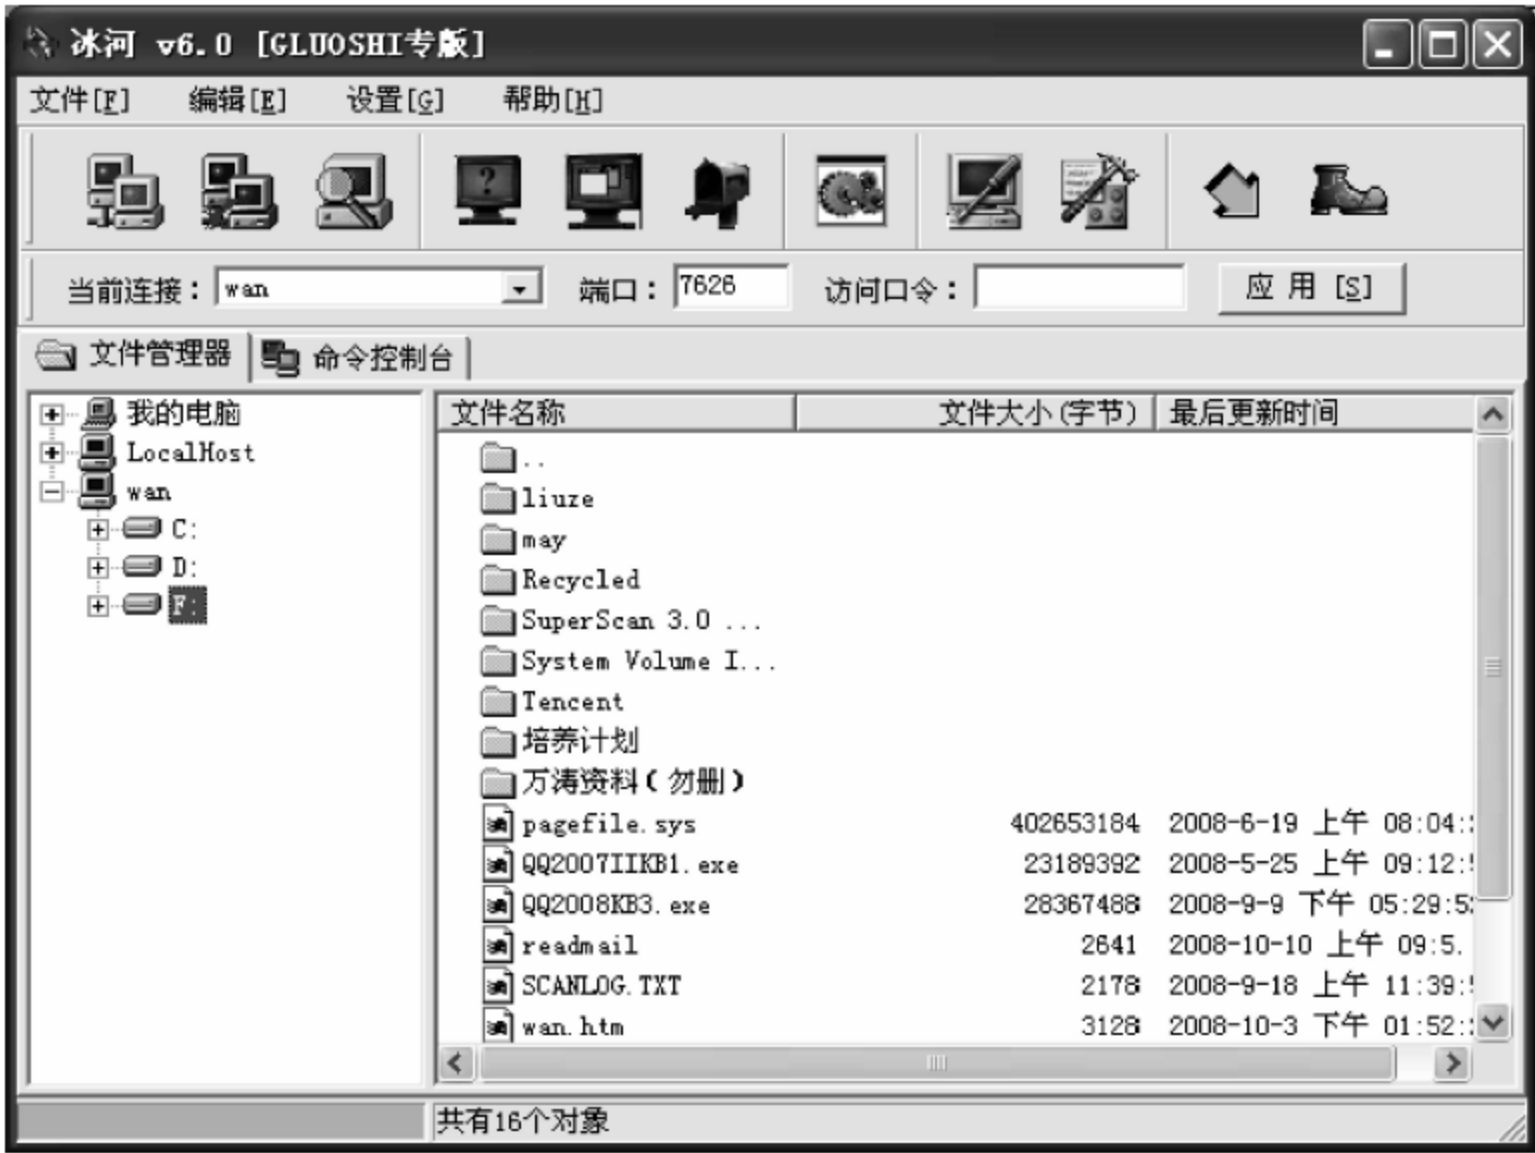 冰河 v6.0 [GLUOSHI专版]
文件[F] 编辑[E] 设置[G] 帮助[H]
当前连接： wan 端口： 7626 访问口令： 应 用 [S]
文件管理器 命令控制台
我的电脑
LocalHost
wan
C:
D:
F:
文件名称 文件大小(字节) 最后更新时间
..
liuze
may
Recycled
SuperScan 3.0 ...
System Volume I...
Tencent
培养计划
万涛资料(勿删)
pagefile.sys 402653184 2008-6-19 上午 08:04:
QQ2007IIKB1.exe 23189392 2008-5-25 上午 09:12:
QQ2008KB3.exe 28367488 2008-9-9 下午 05:29:5
readmail 2641 2008-10-10 上午 09:5.
SCANLOG.TXT 2178 2008-9-18 上午 11:39:
wan.htm 3128 2008-10-3 下午 01:52:
共有16个对象